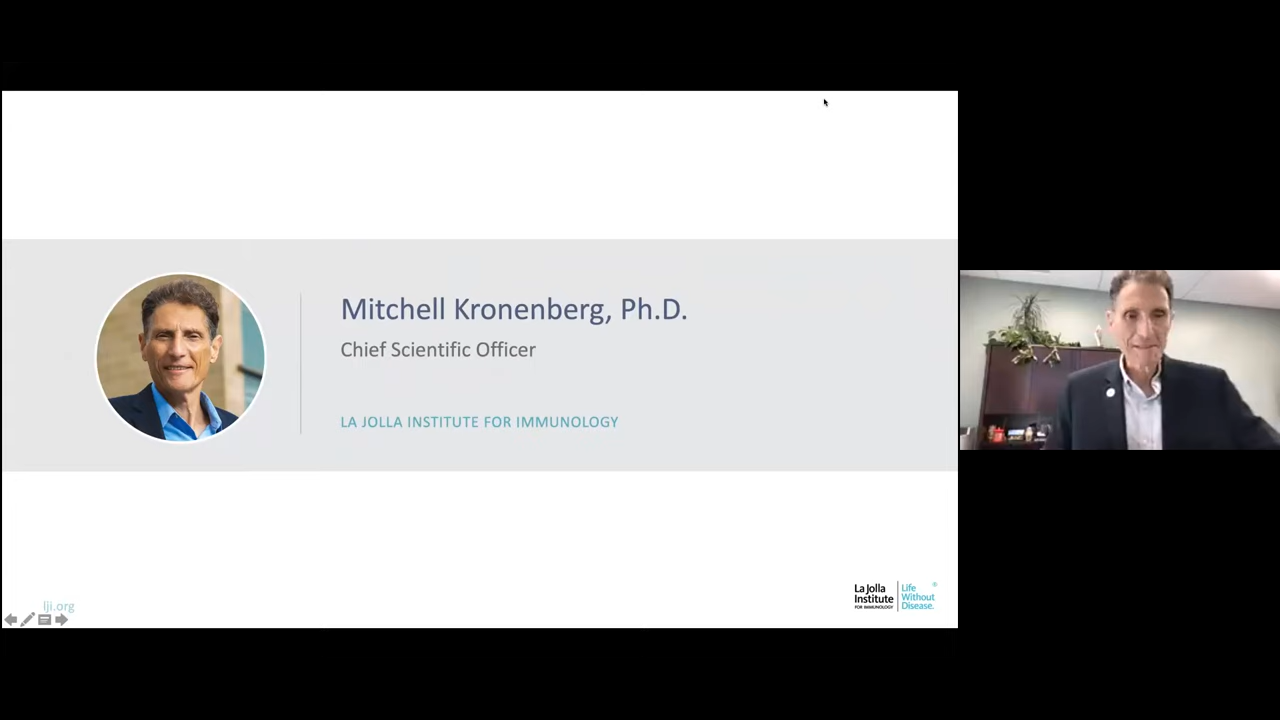 Mitchell Kronenberg, Ph.D.
Chief Scientific Officer
LA JOLLA INSTITUTE FOR IMMUNOLOGY
lji.org
La Jolla
Institute
FOR IMMUNOLOGY
Life
Without
Disease.